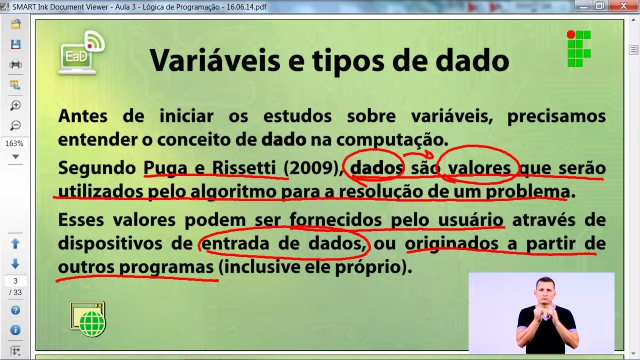 SMART Ink Document Viewer - Aula 3 - Lógica de Programação - 16.06.14.pdf
EaD
Variáveis e tipos de dado
Antes de iniciar os estudos sobre variáveis, precisamos
entender o conceito de dado na computação.
163%
Segundo Puga e Rissetti (2009), dados são valores que serão
utilizados pelo algoritmo para a resolução de um problema.
Esses valores podem ser fornecidos pelo usuário através de
dispositivos de entrada de dados, ou originados a partir de
outros programas (inclusive ele próprio).
3
/ 33